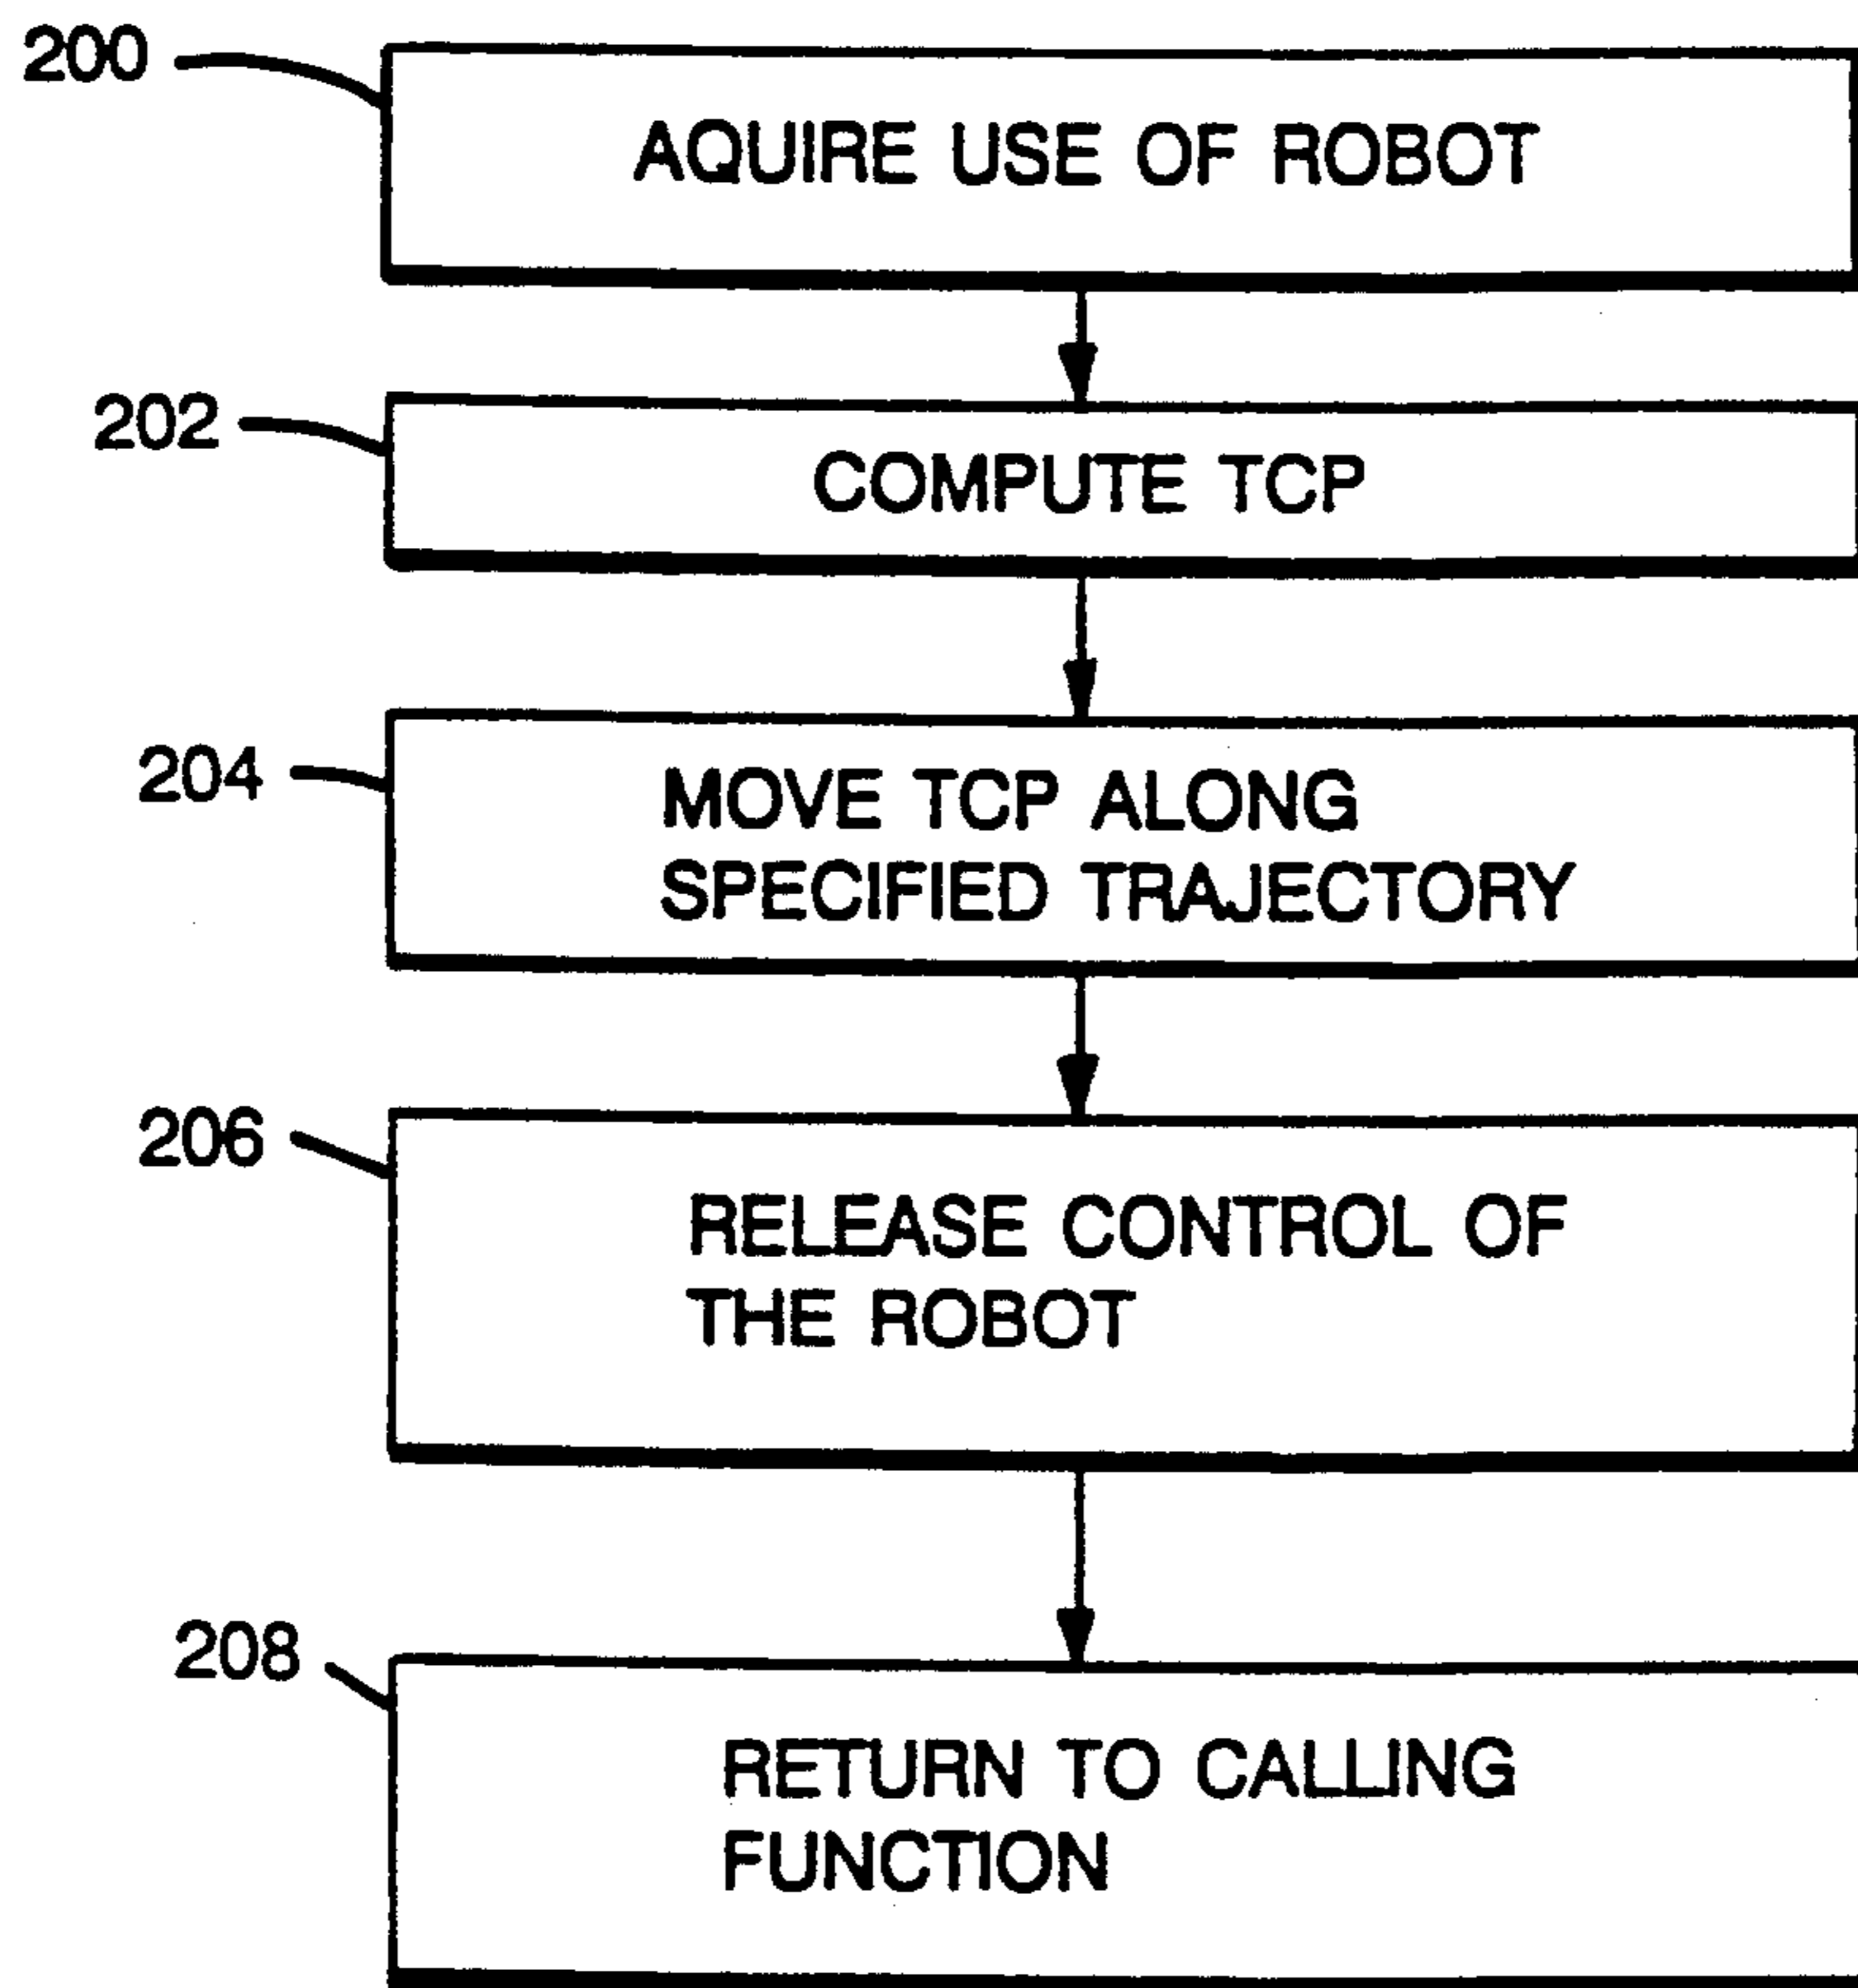 200
AQUIRE USE OF ROBOT
202
COMPUTE TCP
204
MOVE TCP ALONG
SPECIFIED TRAJECTORY
206
RELEASE CONTROL OF
THE ROBOT
208
RETURN TO CALLING
FUNCTION